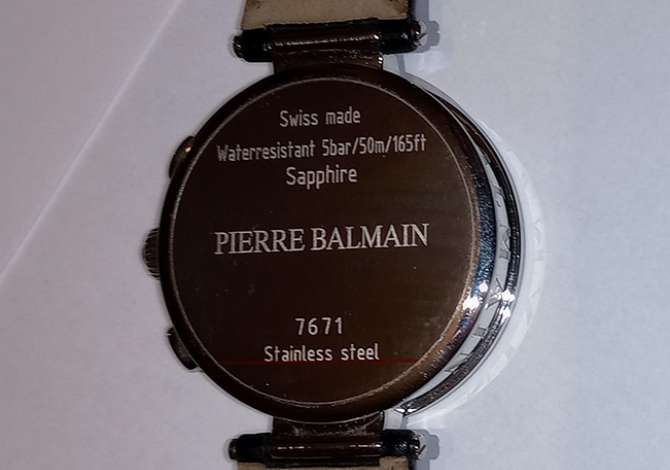 Swiss made
Waterresistant 5bar/50m/165ft
Sapphire
PIERRE BALMAIN
7671
Stainless steel